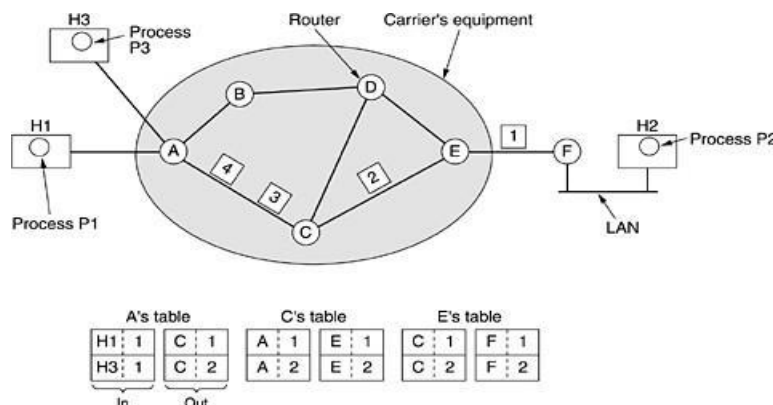 H3
Process
P3
Router
Carrier's equipment
B
D
H1
A
4
3
2
E
1
F
H2
Process P2
Process P1
C
LAN
A's table
H1 1 C 1
H3 1 C 2
In Out
C's table
A 1 E 1
A 2 E 2
E's table
C 1 F 1
C 2 F 2